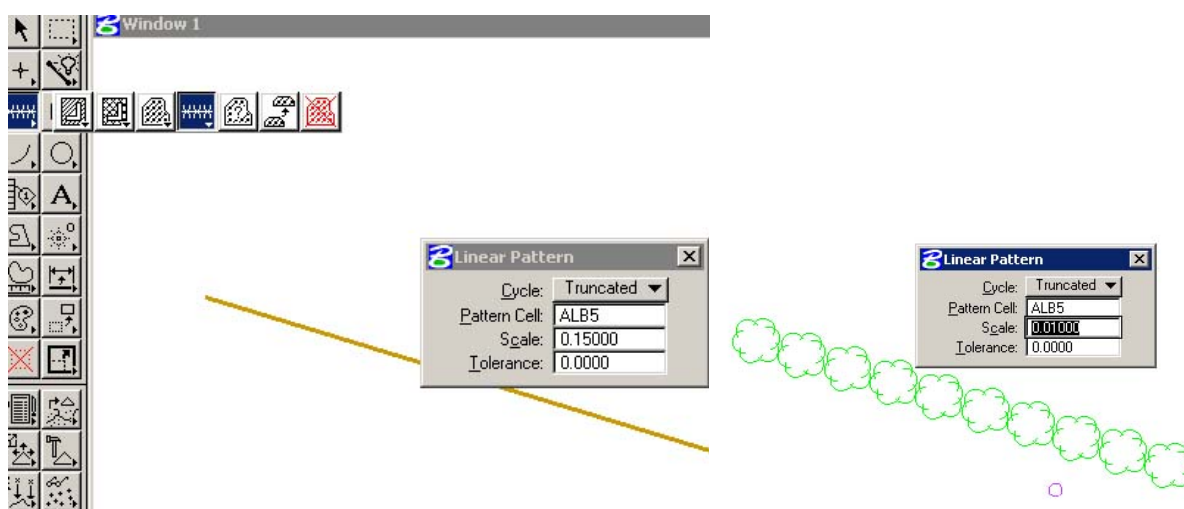 Window 1
A
Linear Pattern
Cycle: Truncated
Pattern Cell: ALB5
Scale: 0.15000
Tolerance: 0.0000
Linear Pattern
Cycle: Truncated
Pattern Cell: ALB5
Scale: 0.01000
Tolerance: 0.0000